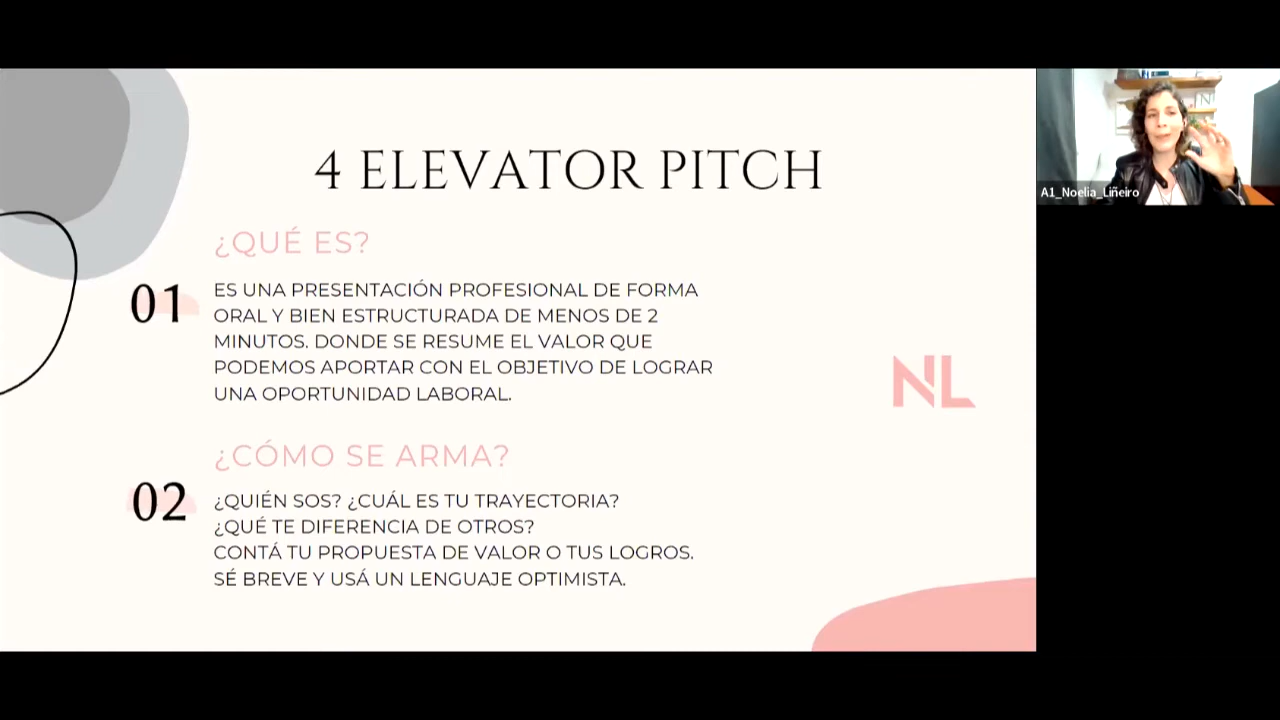 4 ELEVATOR PITCH
¿QUÉ ES?
01
ES UNA PRESENTACIÓN PROFESIONAL DE FORMA
ORAL Y BIEN ESTRUCTURADA DE MENOS DE 2
MINUTOS. DONDE SE RESUME EL VALOR QUE
PODEMOS APORTAR CON EL OBJETIVO DE LOGRAR
UNA OPORTUNIDAD LABORAL.
NL
¿CÓMO SE ARMA?
02
¿QUIÉN SOS? ¿CUÁL ES TU TRAYECTORIA?
¿QUÉ TE DIFERENCIA DE OTROS?
CONTÁ TU PROPUESTA DE VALOR O TUS LOGROS.
SÉ BREVE Y USÁ UN LENGUAJE OPTIMISTA.
NL
A1_Noelia_Liñeiro